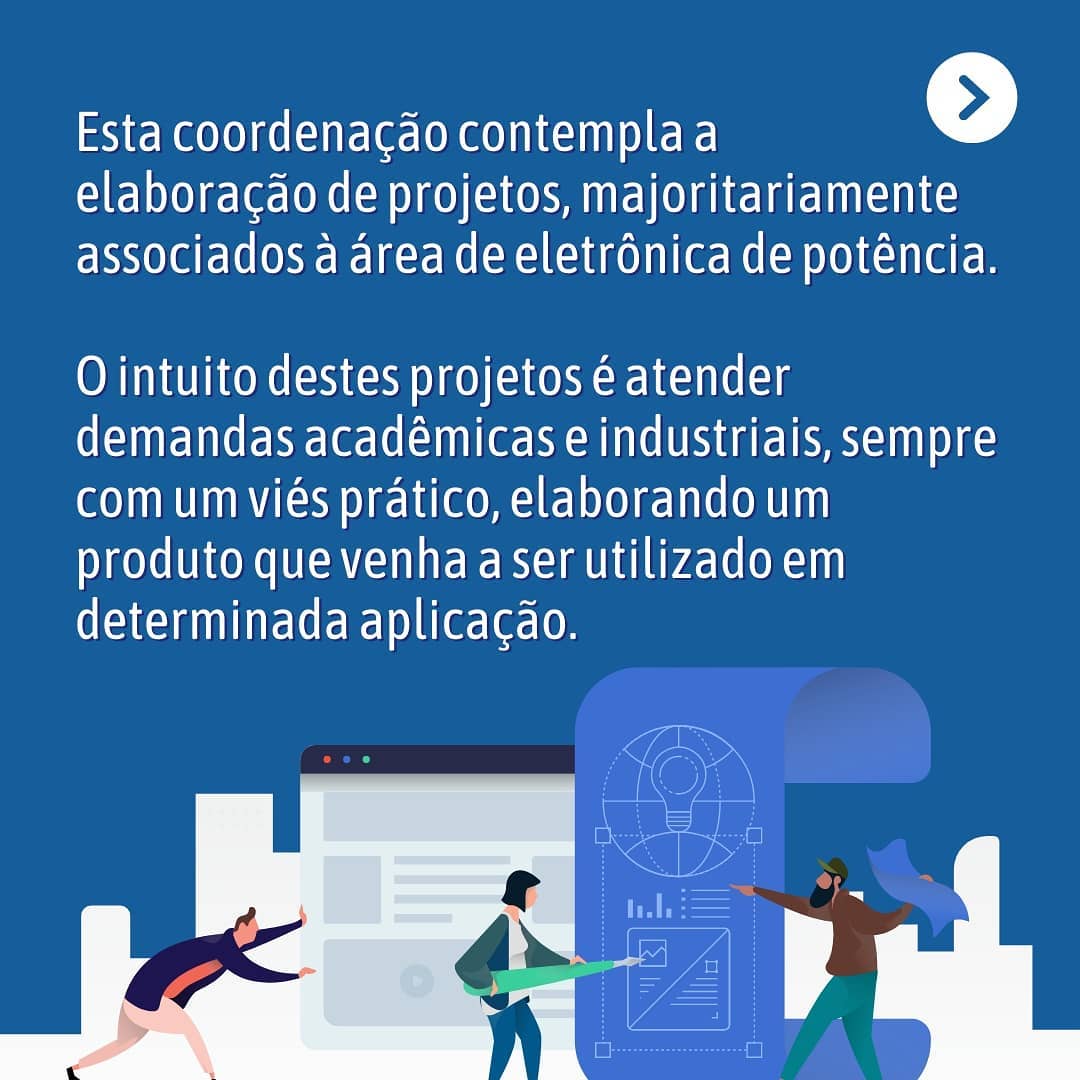 Esta coordenação contempla a
elaboração de projetos, majoritariamente
associados à área de eletrônica de potência.
O intuito destes projetos é atender
demandas acadêmicas e industriais, sempre
com um viés prático, elaborando um
produto que venha a ser utilizado em
determinada aplicação.